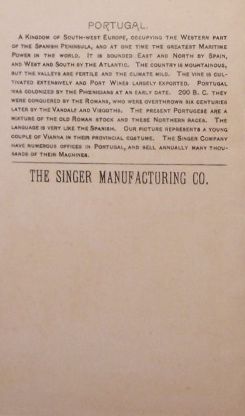 PORTUGAL.
A KINGDOM OF SOUTH-WEST EUROPE, OCCUPYING THE WESTERN PART
OF THE SPANISH PENINSULA, AND AT ONE TIME THE GREATEST MARITIME
POWER IN THE WORLD. IT IS BOUNDED EAST AND NORTH BY SPAIN,
AND WEST AND SOUTH BY THE ATLANTIC. THE COUNTRY IS MOUNTAINOUS,
BUT THE VALLEYS ARE FERTILE AND THE CLIMATE MILD. THE VINE IS CUL-
TIVATED EXTENSIVELY AND PORT WINES LARGELY EXPORTED. PORTUGAL
WAS COLONIZED BY THE PHŒNICIANS AT AN EARLY DATE. 200 B. C. THEY
WERE CONQUERED BY THE ROMANS, WHO WERE OVERTHROWN SIX CENTURIES
LATER BY THE VANDALS AND VISIGOTHS. THE PRESENT PORTUGESE ARE A
MIXTURE OF THE OLD ROMAN STOCK AND THESE NORTHERN RACES. THE
LANGUAGE IS VERY LIKE THE SPANISH. OUR PICTURE REPRESENTS A YOUNG
COUPLE OF VIANNA IN THEIR PROVINCIAL COSTUME. THE SINGER COMPANY
HAVE NUMEROUS OFFICES IN PORTUGAL, AND SELL ANNUALLY MANY THOU-
SANDS OF THEIR MACHINES.
THE SINGER MANUFACTURING CO.